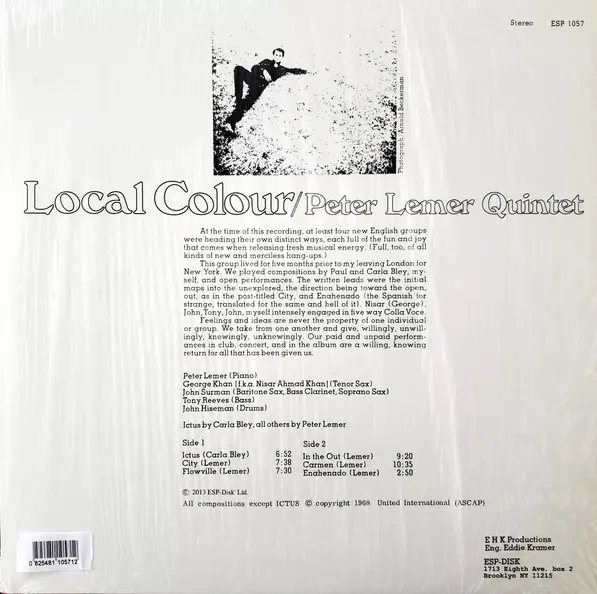 Stereo ESP 1057
Photograph, Arnold Beckerman
Local Colour/Peter Lemer Quintet
At the time of this recording, at least four new English groups
were heading their own distinct ways, each full of the fun and joy
that comes when releasing fresh musical energy. (Full, too, of all
kinds of new and merciless hang-ups.)
This group lived for five months prior to my leaving London for
New York. We played compositions by Paul and Carla Bley, my-
self, and open performances. The written leads were the initial
maps into the unexplored, the direction being toward the open,
out, as in the post-titled City, and Enahenado (the Spanish for
strange, translated for the same and hell of it). Nisar (George),
John, Tony, John, myself intensely engaged in five way Colla Voce.
Feelings and ideas are never the property of one individual
or group. We take from one another and give, willingly, unwill-
ingly, knowingly, unknowingly. Our paid and unpaid perform-
ances in club, concert, and in the album are a willing, knowing
return for all that has been given us.
Peter Lemer (Piano)
George Khan [f.k.a. Nisar Ahmad Khan] (Tenor Sax)
John Surman (Baritone Sax, Bass Clarinet, Soprano Sax)
Tony Reeves (Bass)
John Hiseman (Drums)
Ictus by Carla Bley, all others by Peter Lemer
Side 1
Ictus (Carla Bley) 6:52
City (Lemer) 7:38
Flowville (Lemer) 7:30
Side 2
In the Out (Lemer) 9:20
Carmen (Lemer) 10:35
Enahenado (Lemer) 2:50
Ⓟ 2013 ESP-Disk' Ltd.
All compositions except ICTUS © copyright 1968 United International (ASCAP)
0 825481 105712
E H K Productions
Eng. Eddie Kramer
ESP-DISK
1713 Eighth Ave. box 2
Brooklyn NY 11215